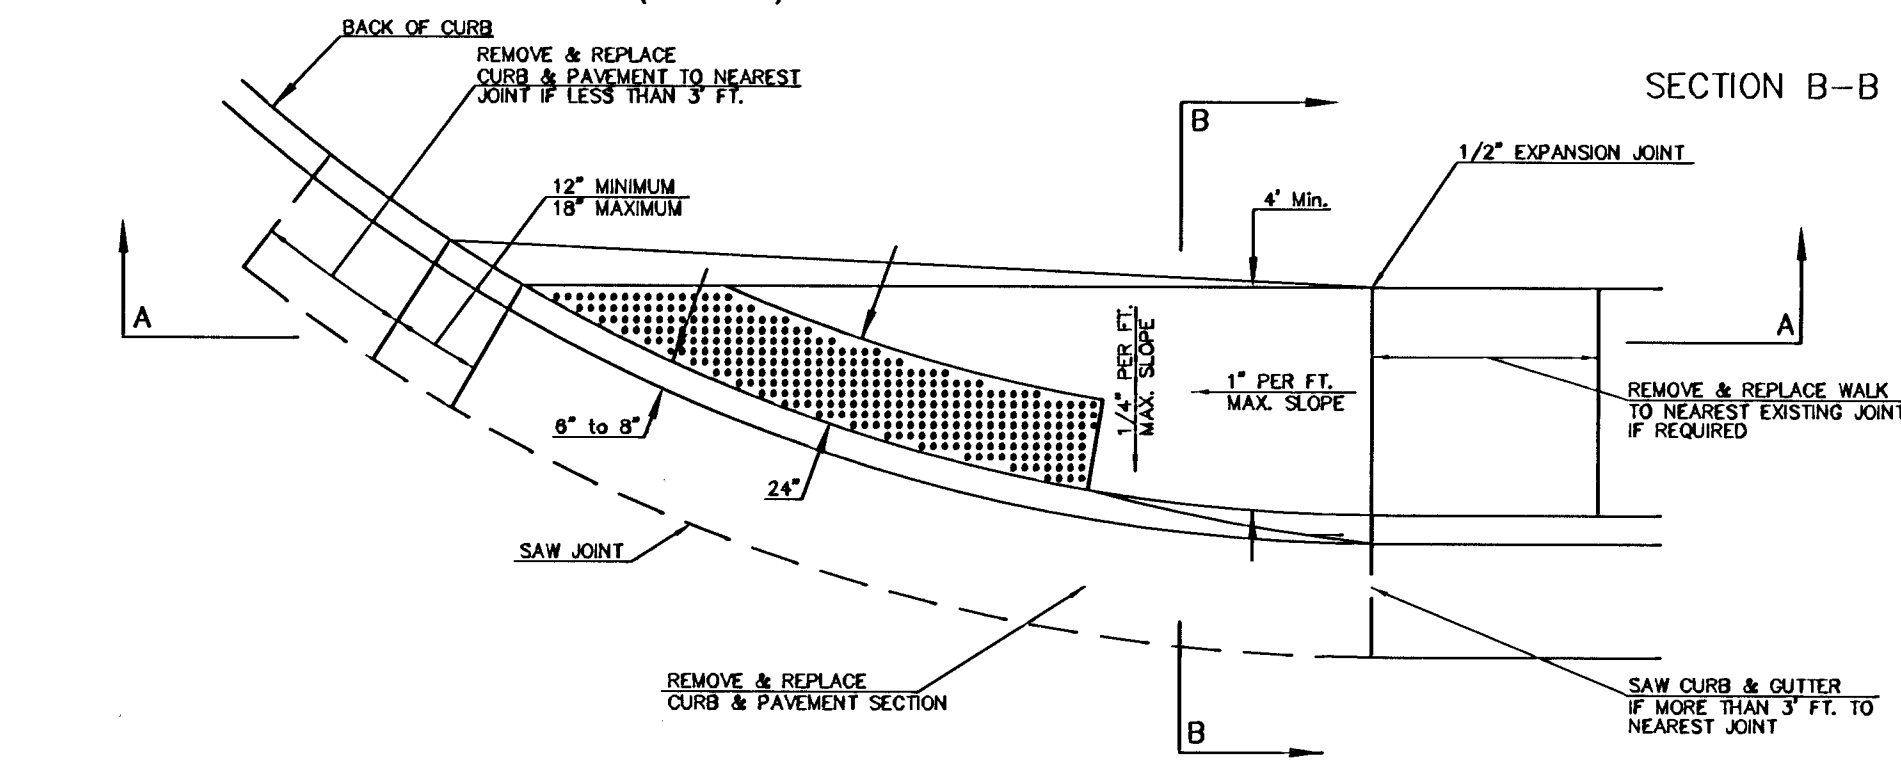 BACK OF CURB
REMOVE & REPLACE
CURB & PAVEMENT TO NEAREST
JOINT IF LESS THAN 3' FT.
SECTION B-B
B
1/2" EXPANSION JOINT
12" MINIMUM
18" MAXIMUM
4' Min.
A
A
1/4" PER FT.
MAX. SLOPE
1" PER FT.
MAX. SLOPE
REMOVE & REPLACE WALK
TO NEAREST EXISTING JOINT
IF REQUIRED
6" to 8"
24"
SAW JOINT
REMOVE & REPLACE
CURB & PAVEMENT SECTION
SAW CURB & GUTTER
IF MORE THAN 3' FT. TO
NEAREST JOINT
B